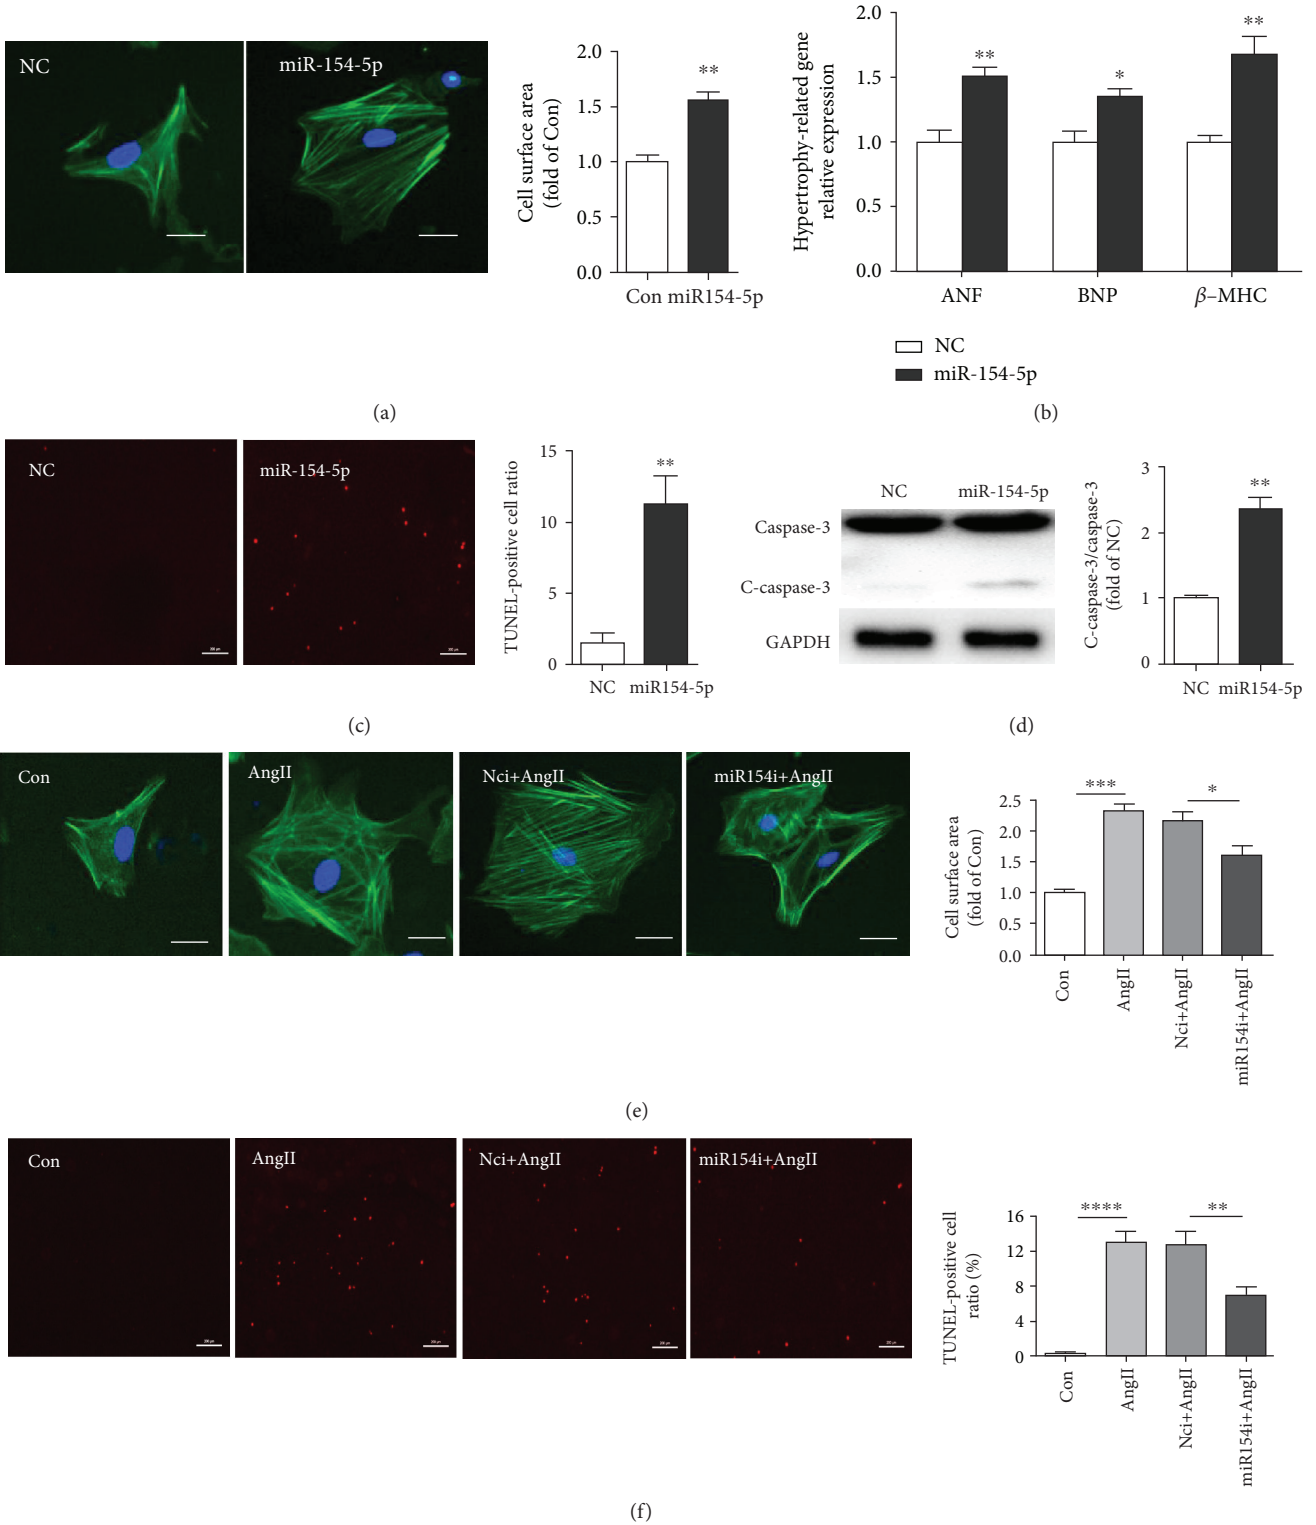 NC
miR-154-5p
Cell surface area
(fold of Con)
2.0
1.5
1.0
0.5
0.0
**
Con miR154-5p
(a)
Hypertrophy-related gene
relative expression
2.0
1.5
1.0
0.5
0.0
**
*
**
ANF
BNP
β–MHC
NC
miR-154-5p
(b)
NC
miR-154-5p
TUNEL-positive cell ratio
15
10
5
0
**
NC miR154-5p
(c)
NC
miR-154-5p
Caspase-3
C-caspase-3
GAPDH
C-caspase-3/caspase-3
(fold of NC)
3
2
1
0
**
NC miR154-5p
(d)
Con
AngII
Nci+AngII
miR154i+AngII
Cell surface area
(fold of Con)
2.5
2.0
1.5
1.0
0.5
0.0
***
*
Con
AngII
Nci+AngII
miR154i+AngII
(e)
Con
AngII
Nci+AngII
miR154i+AngII
TUNEL-positive cell
ratio (%)
16
12
8
4
0
****
**
Con
AngII
Nci+AngII
miR154i+AngII
(f)